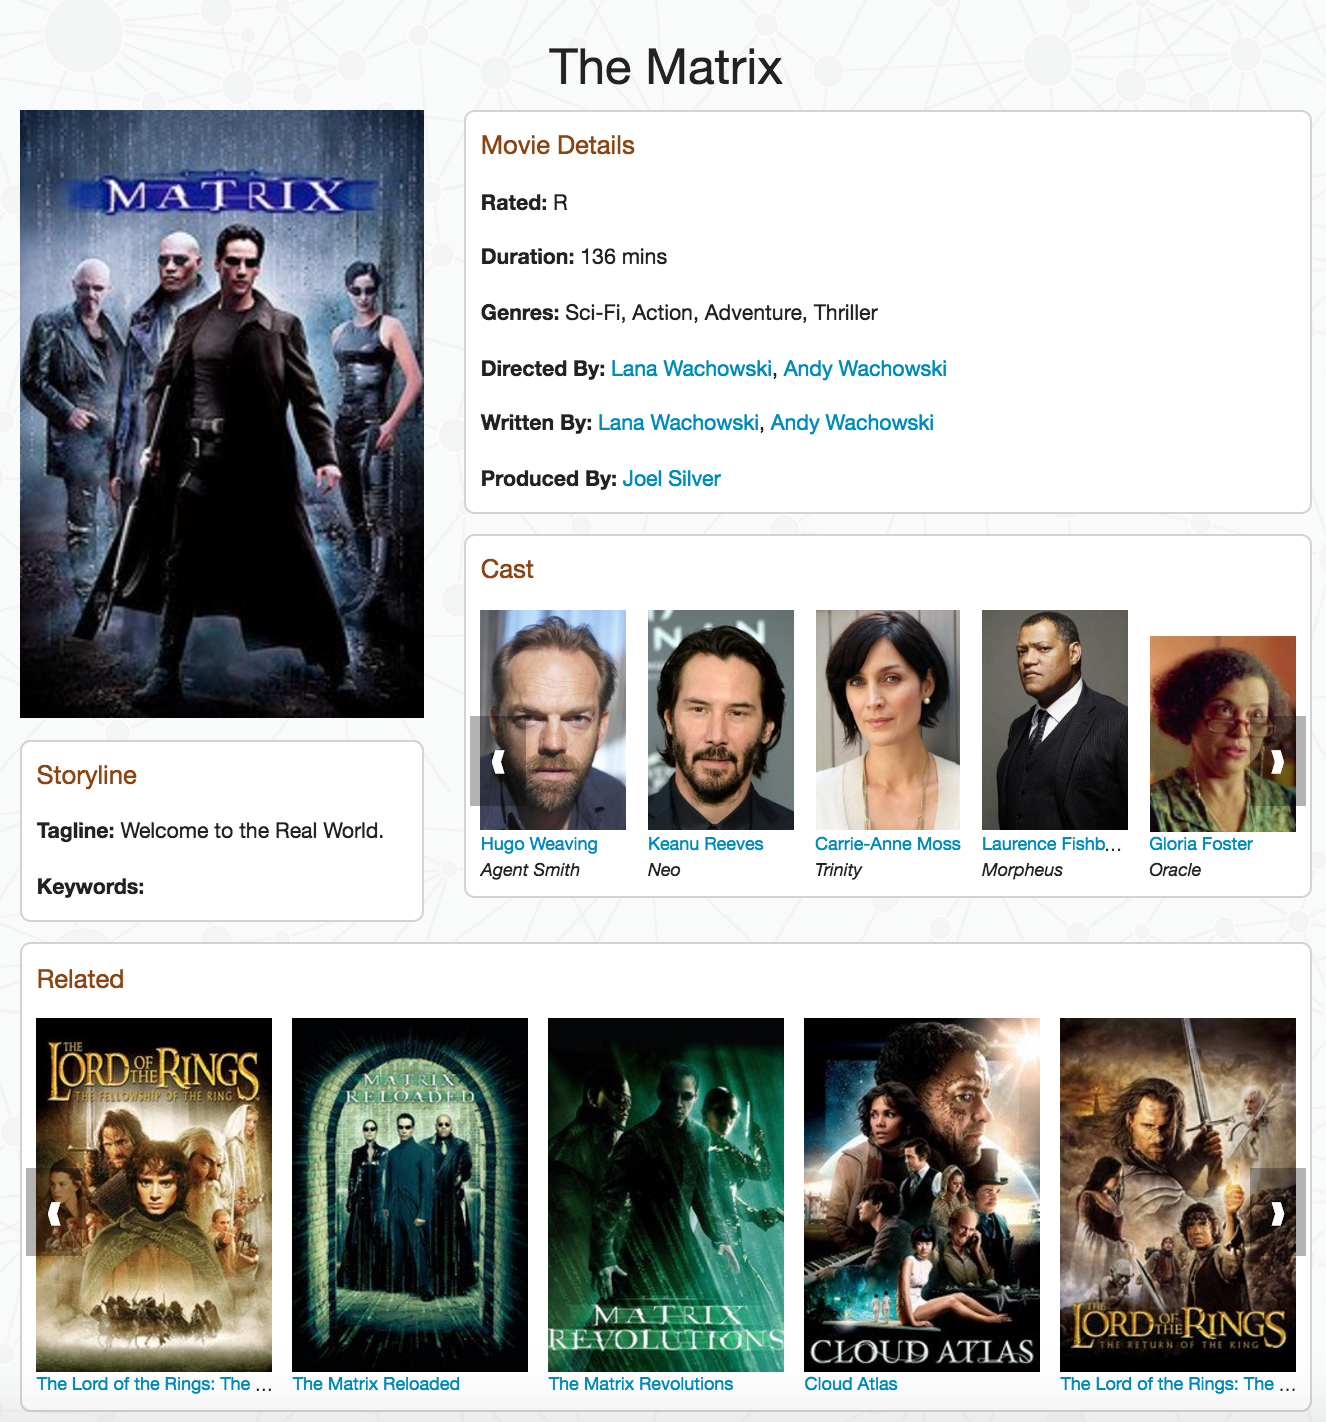 The Matrix
MATRIX
Movie Details
Rated: R
Duration: 136 mins
Genres: Sci-Fi, Action, Adventure, Thriller
Directed By: Lana Wachowski, Andy Wachowski
Written By: Lana Wachowski, Andy Wachowski
Produced By: Joel Silver
Storyline
Tagline: Welcome to the Real World.
Keywords:
Cast
Hugo Weaving
Agent Smith
Keanu Reeves
Neo
Carrie-Anne Moss
Trinity
Laurence Fishb...
Morpheus
Gloria Foster
Oracle
Related
THE
LORD OF THE RINGS
THE FELLOWSHIP OF THE RING
The Lord of the Rings: The ...
MATRIX
RELOADED
The Matrix Reloaded
MATRIX
REVOLUTIONS
The Matrix Revolutions
CLOUD ATLAS
Cloud Atlas
THE
LORD OF THE RINGS
THE RETURN OF THE KING
The Lord of the Rings: The ...